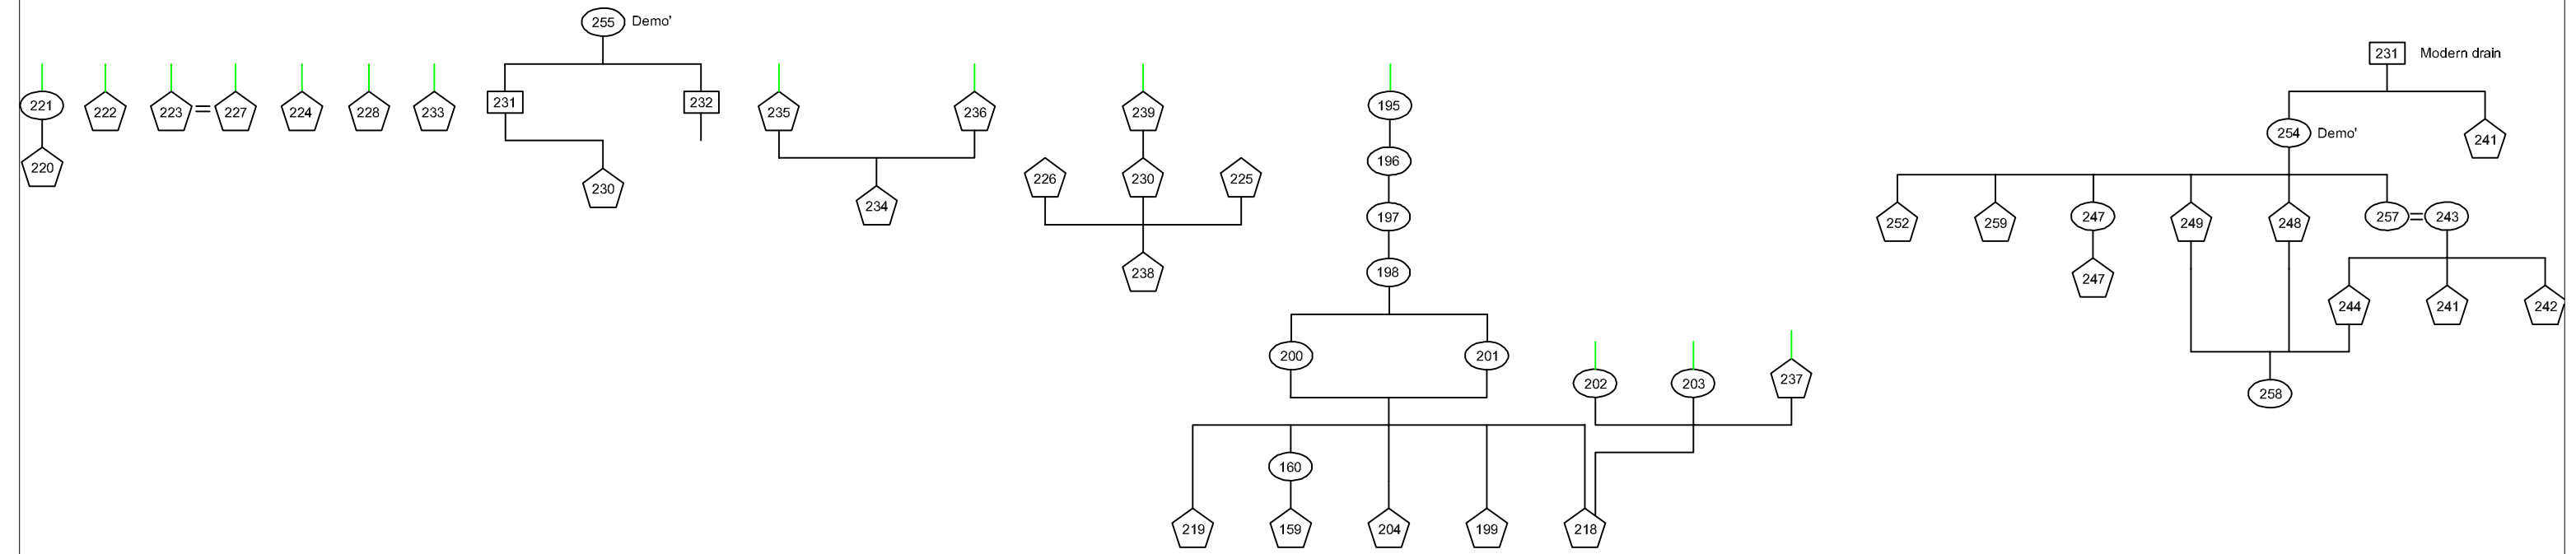 255 Demo'
231 Modern drain
221 222 223 227 224 228 233 231 232 235 236 239 195
254 Demo' 241
220 226 230 225 196
230 234 197 252 259 247 249 248 257 243
238 198 247 244 241 242
200 201 202 203 237 258
160
219 159 204 199 218